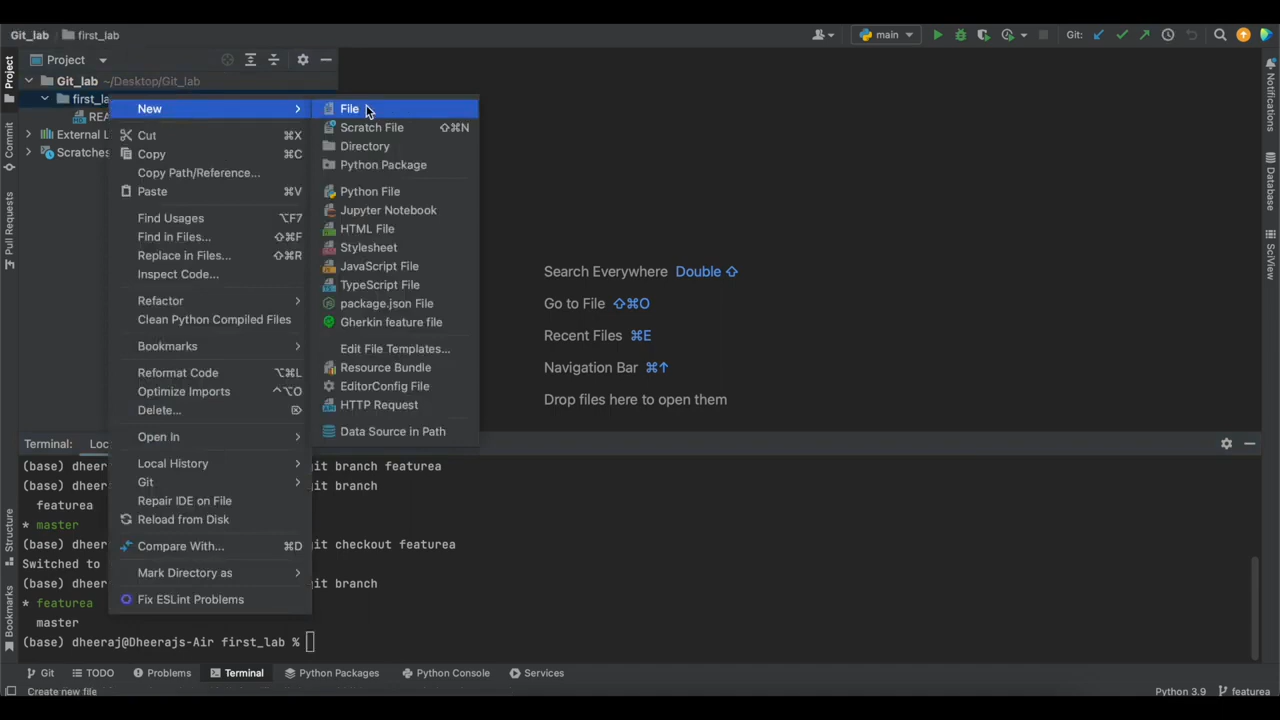 Git_lab
first_lab
main
Git:
Project
Git_lab ~/Desktop/Git_lab
first_la
REA
External L
Scratches
New
Cut ⌘X
Copy ⌘C
Copy Path/Reference...
Paste ⌘V
Find Usages ⌥F7
Find in Files... ⇧⌘F
Replace in Files... ⇧⌘R
Inspect Code...
Refactor
Clean Python Compiled Files
Bookmarks
Reformat Code ⌥⌘L
Optimize Imports ^⌥O
Delete... ⌦
Open In
Local History
Git
Repair IDE on File
Reload from Disk
Compare With... ⌘D
Mark Directory as
Fix ESLint Problems
File
Scratch File ⇧⌘N
Directory
Python Package
Python File
Jupyter Notebook
HTML File
Stylesheet
JavaScript File
TypeScript File
package.json File
Gherkin feature file
Edit File Templates...
Resource Bundle
EditorConfig File
HTTP Request
Data Source in Path
Search Everywhere Double ⇧
Go to File ⇧⌘O
Recent Files ⌘E
Navigation Bar ⌘↑
Drop files here to open them
Project
Commit
Pull Requests
Structure
Bookmarks
Notifications
Database
SciView
Terminal: Loc
(base) dhee git branch featurea
(base) dhee git branch
featurea
* master
(base) dhee git checkout featurea
Switched to
(base) dhee git branch
* featurea
master
(base) dheeraj@Dheerajs-Air first_lab %
Git
TODO
Problems
Terminal
Python Packages
Python Console
Services
Create new file
Python 3.9
featurea